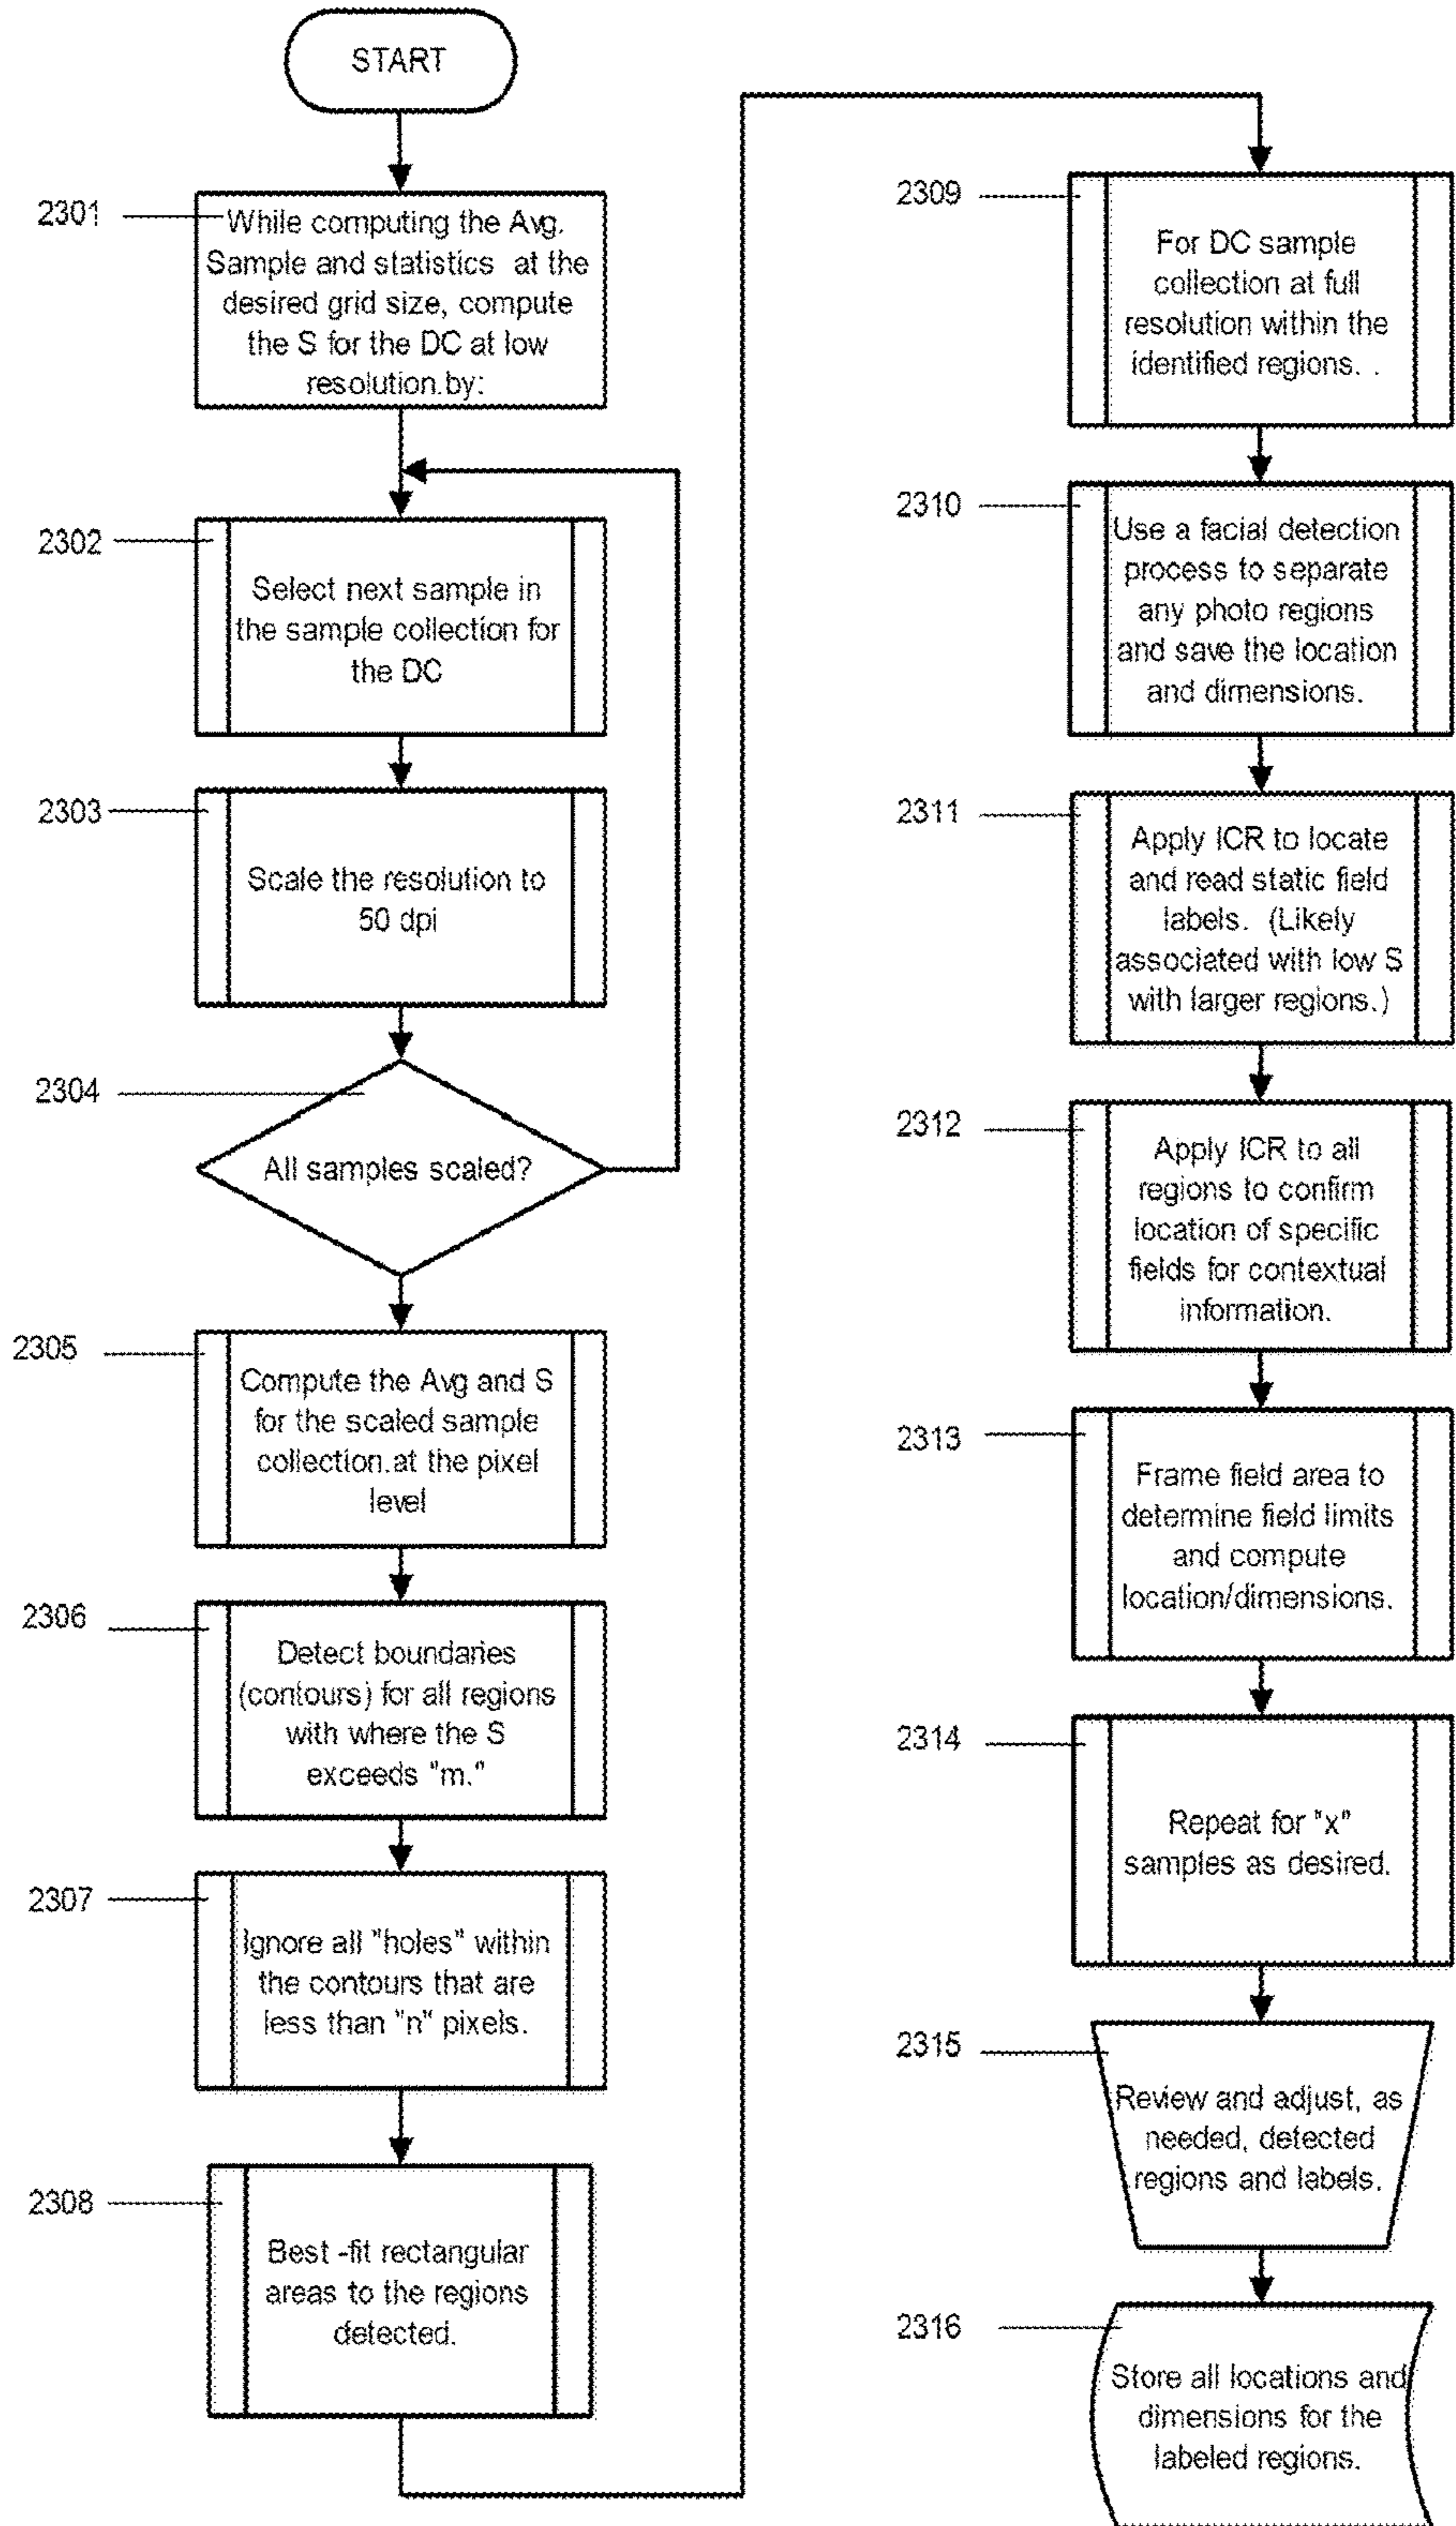 START
2301
While computing the Avg.
Sample and statistics at the
desired grid size, compute
the S for the DC at low
resolution.by:
2302
Select next sample in
the sample collection for
the DC
2303
Scale the resolution to
50 dpi
2304
All samples scaled?
2305
Compute the Avg and S
for the scaled sample
collection.at the pixel
level
2306
Detect boundaries
(contours) for all regions
with where the S
exceeds "m."
2307
Ignore all "holes" within
the contours that are
less than "n" pixels.
2308
Best -fit rectangular
areas to the regions
detected.
2309
For DC sample
collection at full
resolution within the
identified regions. .
2310
Use a facial detection
process to separate
any photo regions
and save the location
and dimensions.
2311
Apply ICR to locate
and read static field
labels. (Likely
associated with low S
with larger regions.)
2312
Apply ICR to all
regions to confirm
location of specific
fields for contextual
information.
2313
Frame field area to
determine field limits
and compute
location/dimensions.
2314
Repeat for "x"
samples as desired.
2315
Review and adjust, as
needed, detected
regions and labels.
2316
Store all locations and
dimensions for the
labeled regions.